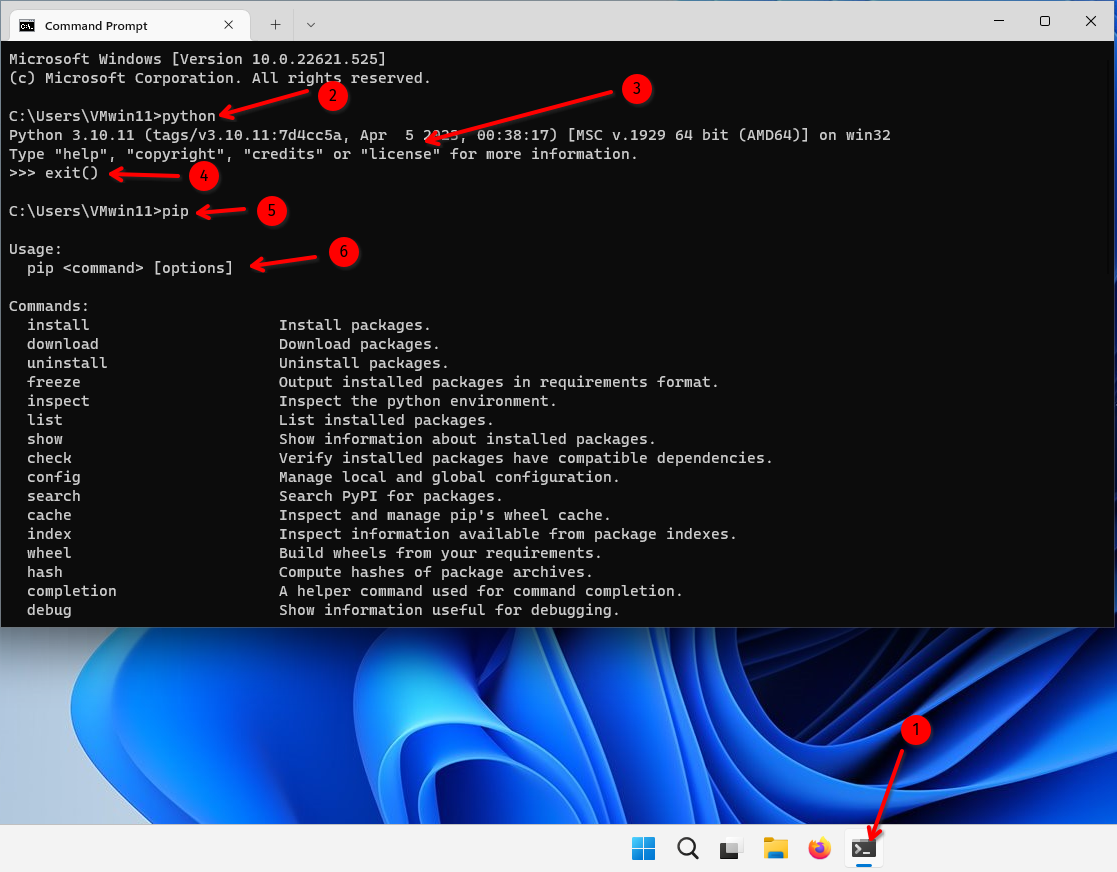 Command Prompt
Microsoft Windows [Version 10.0.22621.525]
(c) Microsoft Corporation. All rights reserved.
2
3
C:\Users\VMwin11>python
Python 3.10.11 (tags/v3.10.11:7d4cc5a, Apr  5 2023, 00:38:17) [MSC v.1929 64 bit (AMD64)] on win32
Type "help", "copyright", "credits" or "license" for more information.
>>> exit()
4
C:\Users\VMwin11>pip
5
Usage:
6
  pip <command> [options]
Commands:
  install                     Install packages.
  download                    Download packages.
  uninstall                   Uninstall packages.
  freeze                      Output installed packages in requirements format.
  inspect                     Inspect the python environment.
  list                        List installed packages.
  show                        Show information about installed packages.
  check                       Verify installed packages have compatible dependencies.
  config                      Manage local and global configuration.
  search                      Search PyPI for packages.
  cache                       Inspect and manage pip's wheel cache.
  index                       Inspect information available from package indexes.
  wheel                       Build wheels from your requirements.
  hash                        Compute hashes of package archives.
  completion                  A helper command used for command completion.
  debug                       Show information useful for debugging.
1